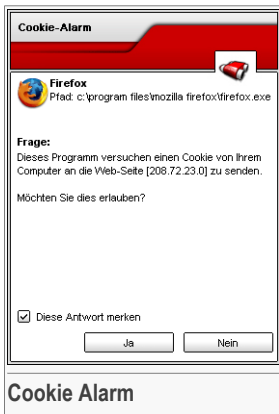 Cookie-Alarm
Firefox
Pfad: c:\program files\mozilla firefox\firefox.exe
Frage:
Dieses Programm versuchen einen Cookie von Ihrem
Computer an die Web-Seite [208.72.23.0] zu senden.
Möchten Sie dies erlauben?
Diese Antwort merken
Ja
Nein
Cookie Alarm